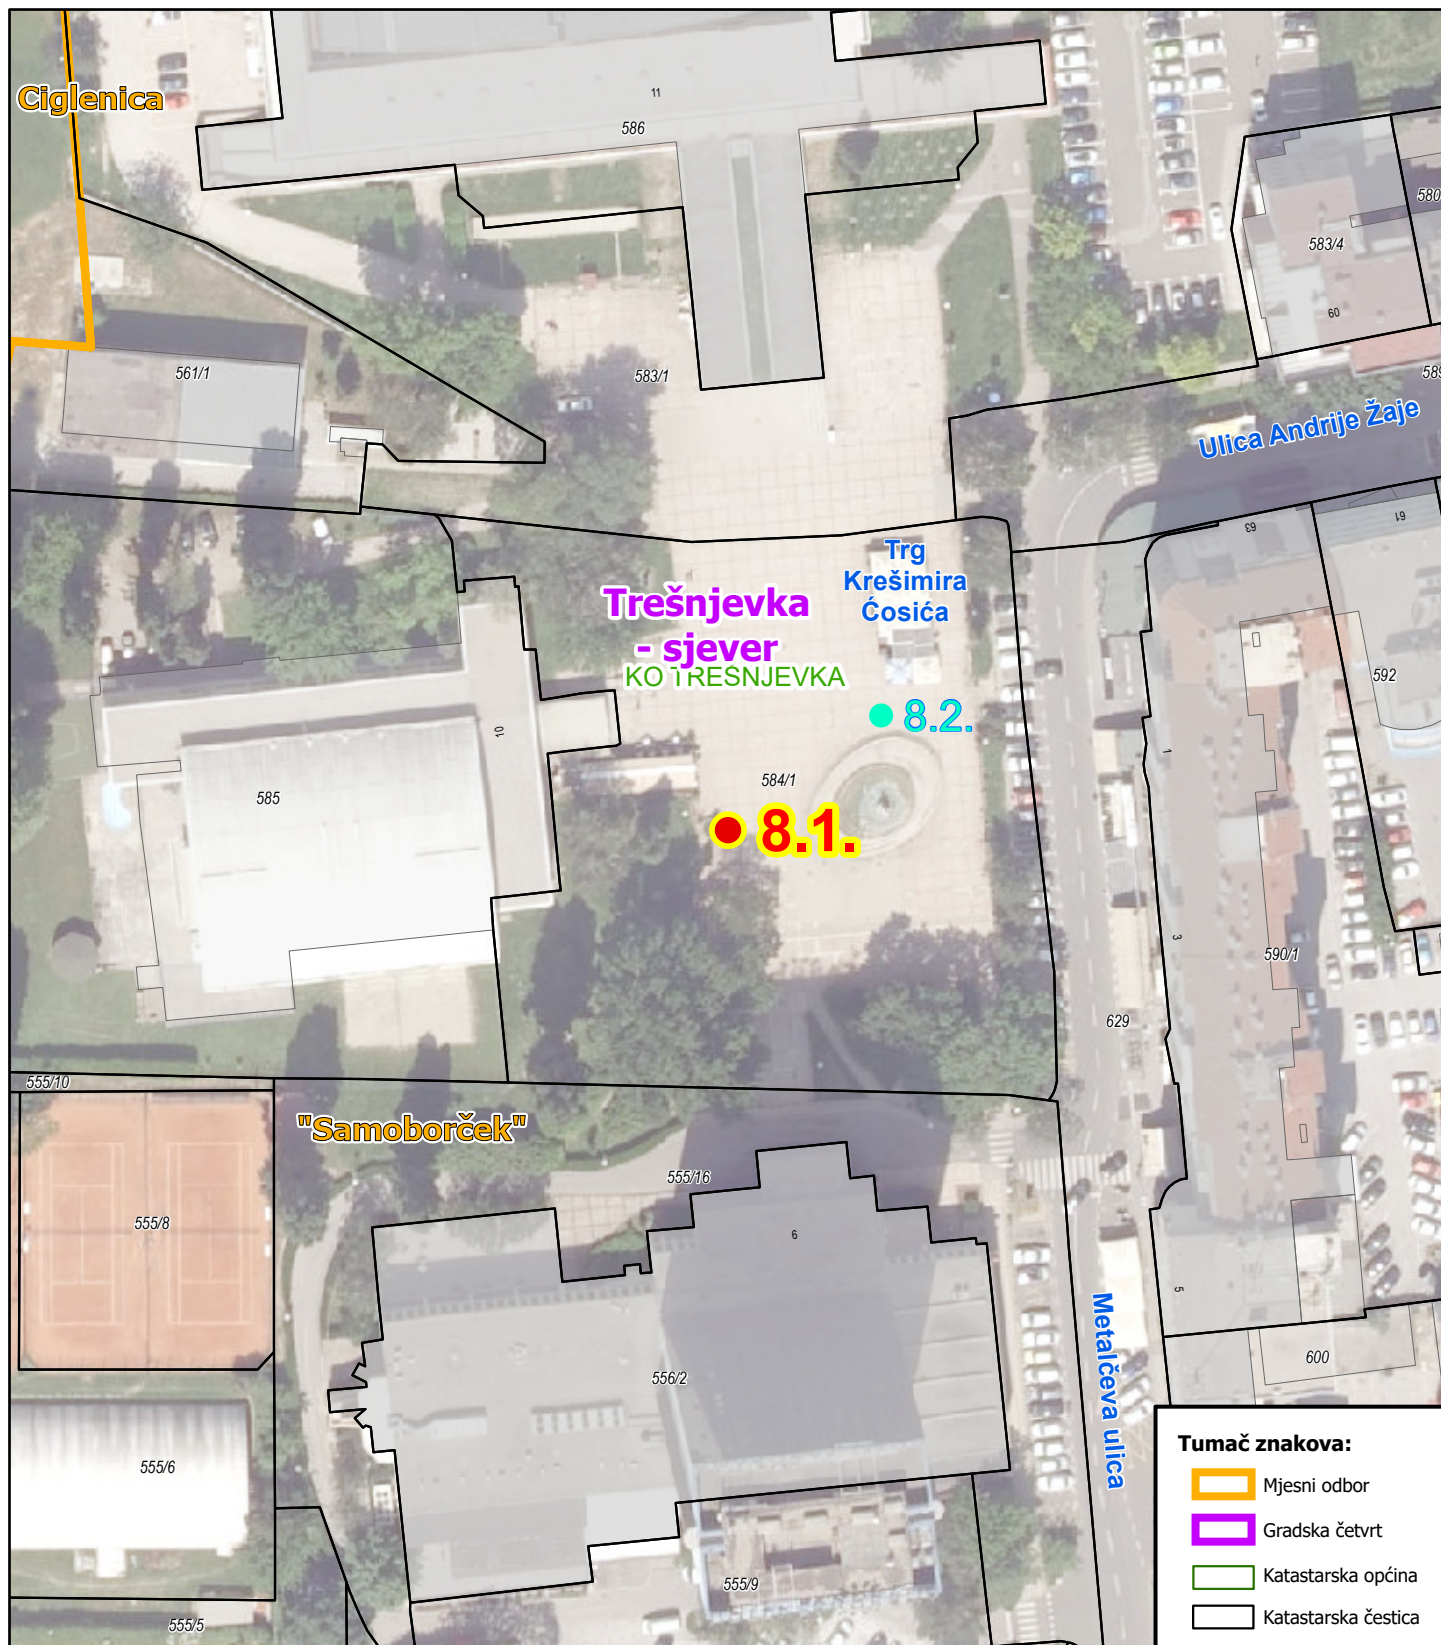 Ciglenica
11
586
580
583/4
60
561/1
583/1
589
Ulica Andrije Žaje
63
61
Trg
Krešimira
Ćosića
Trešnjevka
- sjever
KO TREŠNJEVKA
592
8.2.
10
1
584/1
585
8.1.
3
590/1
629
555/10
"Samoborček"
555/16
555/8
6
5
Metalčeva ulica
600
556/2
555/6
555/9
555/5
Tumač znakova:
Mjesni odbor
Gradska četvrt
Katastarska općina
Katastarska čestica